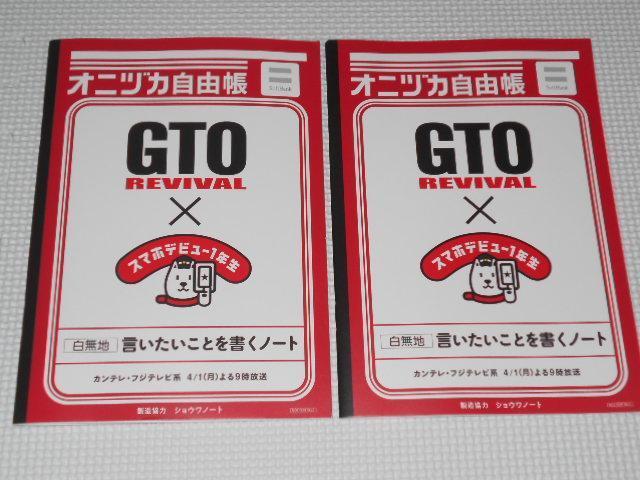 オニヅカ自由帳
SoftBank
GTO
REVIVAL
×
スマホデビュー1年生
白無地 言いたいことを書くノート
カンテレ・フジテレビ系 4/1(月)よる9時放送
製造協力 ショウワノート
オニヅカ自由帳
SoftBank
GTO
REVIVAL
×
スマホデビュー1年生
白無地 言いたいことを書くノート
カンテレ・フジテレビ系 4/1(月)よる9時放送
製造協力 ショウワノート